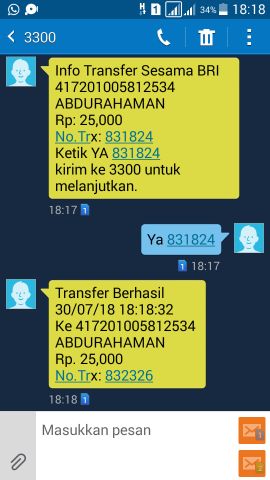 34% 18:18
3300
Info Transfer Sesama BRI
417201005812534
ABDURAHAMAN
Rp: 25,000
No.Trx: 831824
Ketik YA 831824
kirim ke 3300 untuk
melanjutkan.
18:17 1
Ya 831824
1 18:17
Transfer Berhasil
30/07/18 18:18:32
Ke 417201005812534
ABDURAHAMAN
Rp. 25,000
No.Trx: 832326
18:18 1
Masukkan pesan
1
2